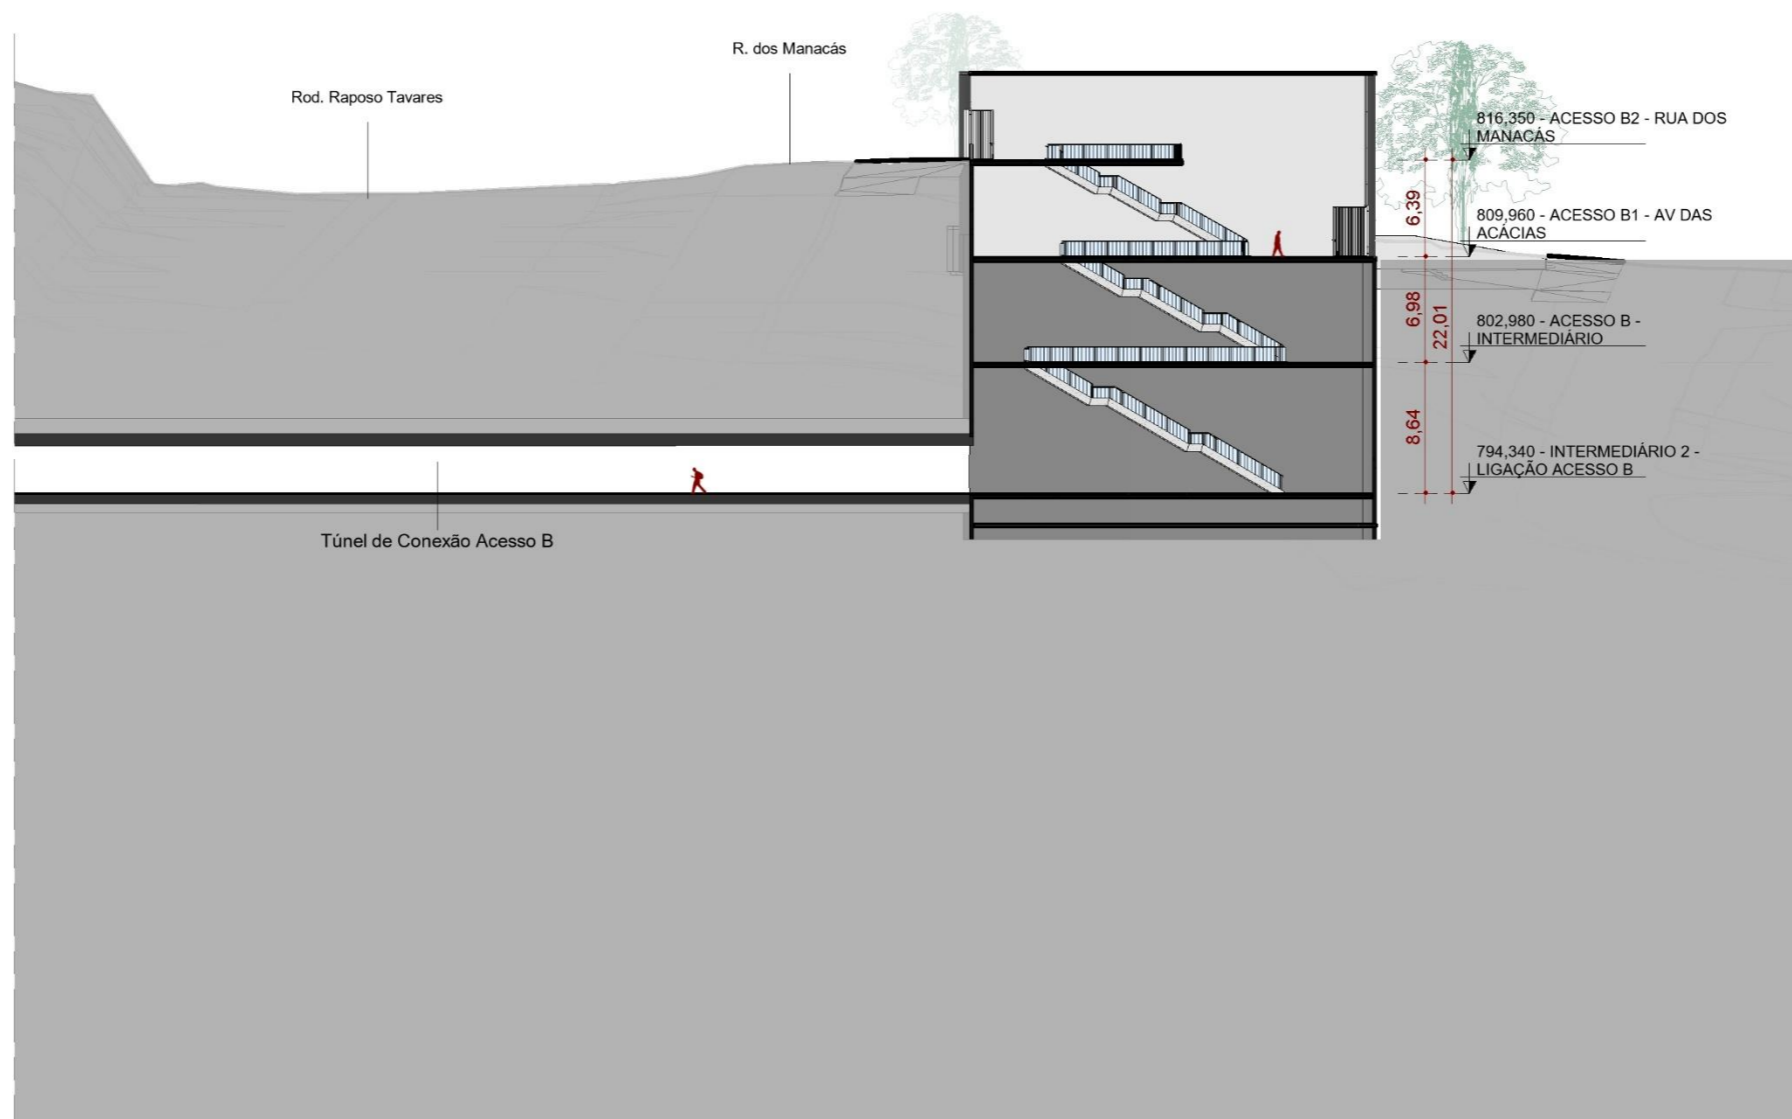 R. dos Manacás
Rod. Raposo Tavares
816,350 - ACESSO B2 - RUA DOS
MANACÁS
6,39
809,960 - ACESSO B1 - AV DAS
ACÁCIAS
6,98
22,01
802,980 - ACESSO B -
INTERMEDIÁRIO
8,64
794,340 - INTERMEDIÁRIO 2 -
LIGAÇÃO ACESSO B
Túnel de Conexão Acesso B